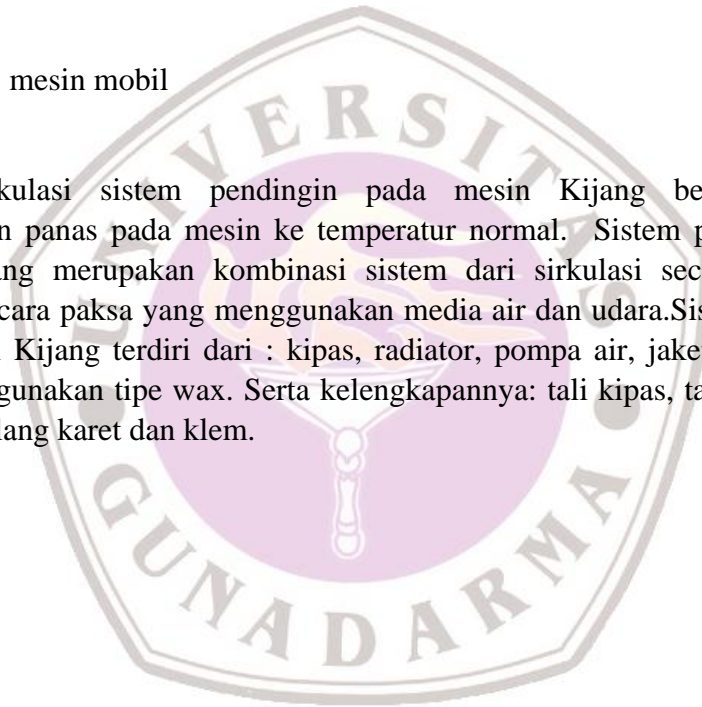 mesin mobil
kulasi sistem pendingin pada mesin Kijang be
n panas pada mesin ke temperatur normal. Sistem p
ang merupakan kombinasi sistem dari sirkulasi sec
cara paksa yang menggunakan media air dan udara.Sis
Kijang terdiri dari : kipas, radiator, pompa air, jake
gunakan tipe wax. Serta kelengkapannya: tali kipas, ta
lang karet dan klem.
UNIVERSITAS
GUNADARMA